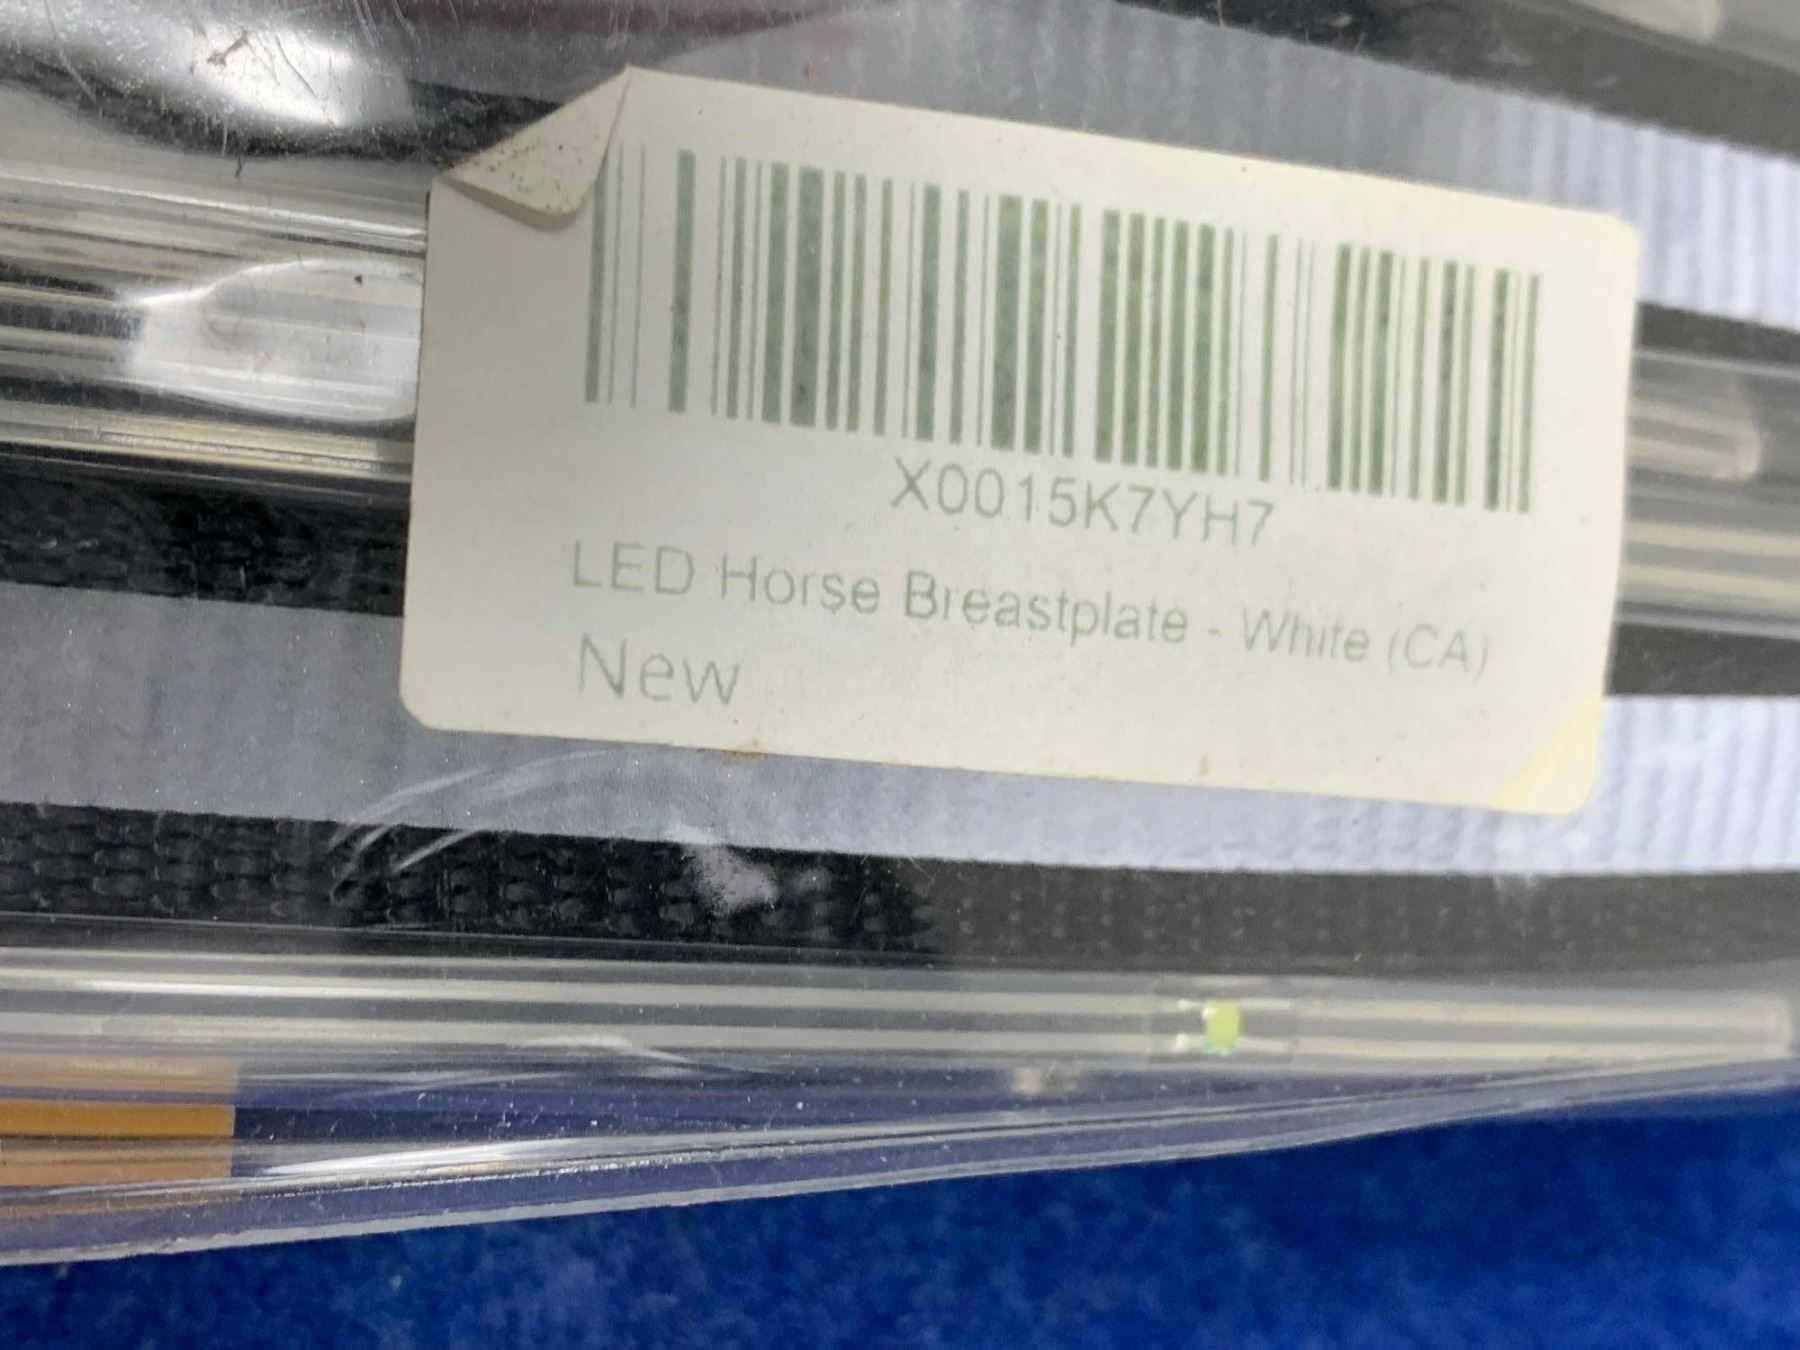 X0015K7YH7
LED Horse Breastplate - White (CA)
New